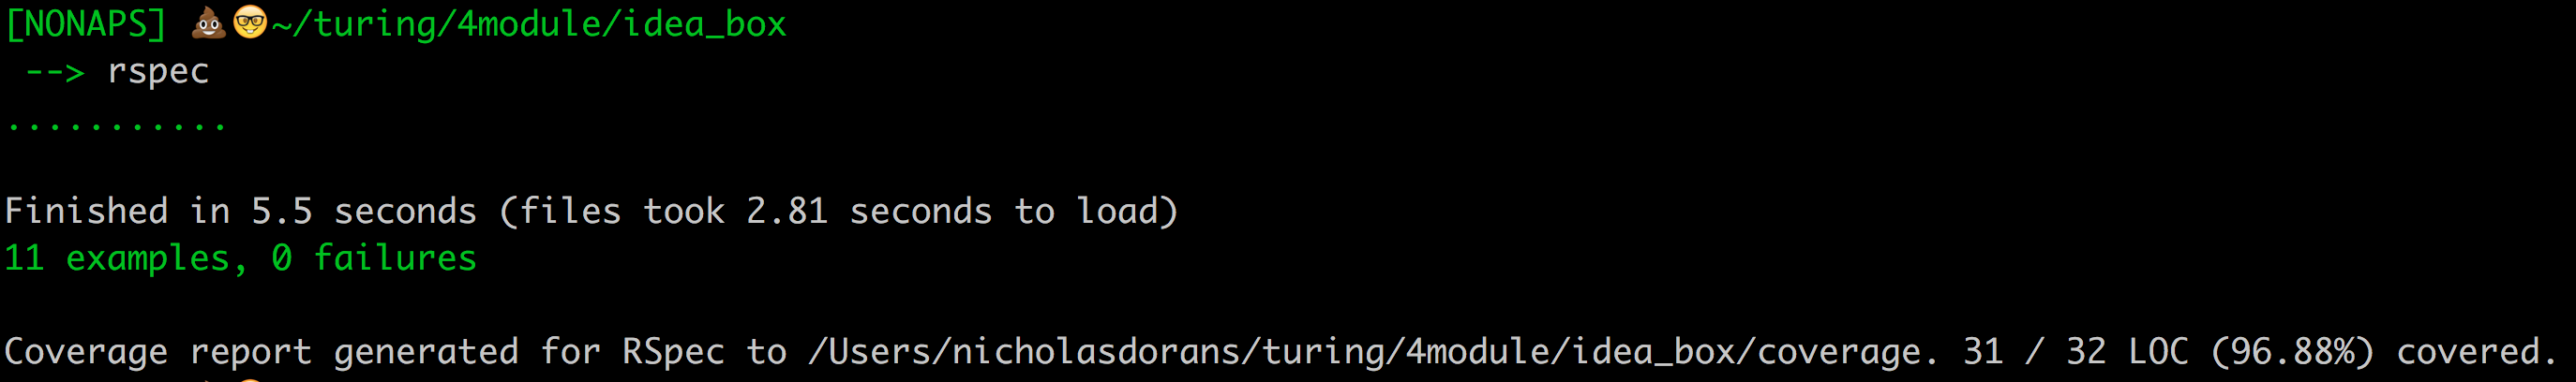 [NONAPS] 💩🤓~/turing/4module/idea_box
--> rspec
...........
Finished in 5.5 seconds (files took 2.81 seconds to load)
11 examples, 0 failures
Coverage report generated for RSpec to /Users/nicholasdorans/turing/4module/idea_box/coverage. 31 / 32 LOC (96.88%) covered.